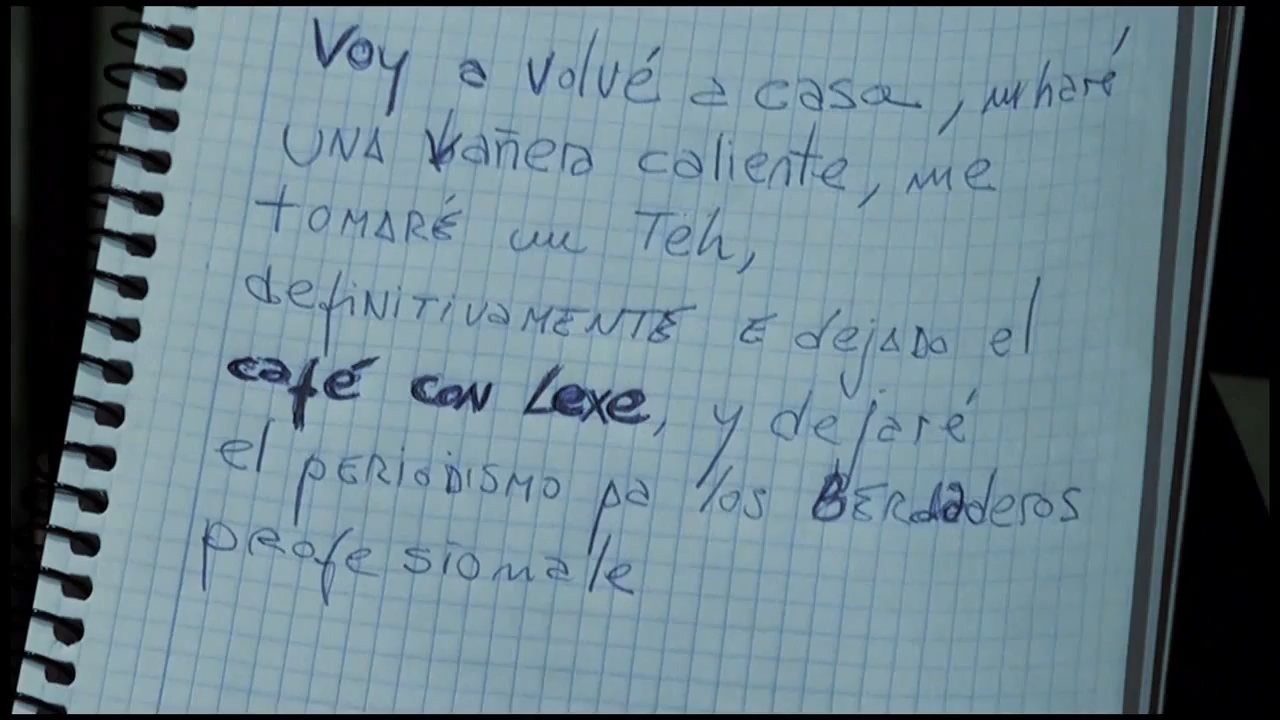 Voy a volvé a casa, mharé
UNA bañera caliente, me
tomaré un Teh,
definitivamente e dejado el
café con Lexe, y dejaré
el periodismo pa los Berdaderos
profesionale